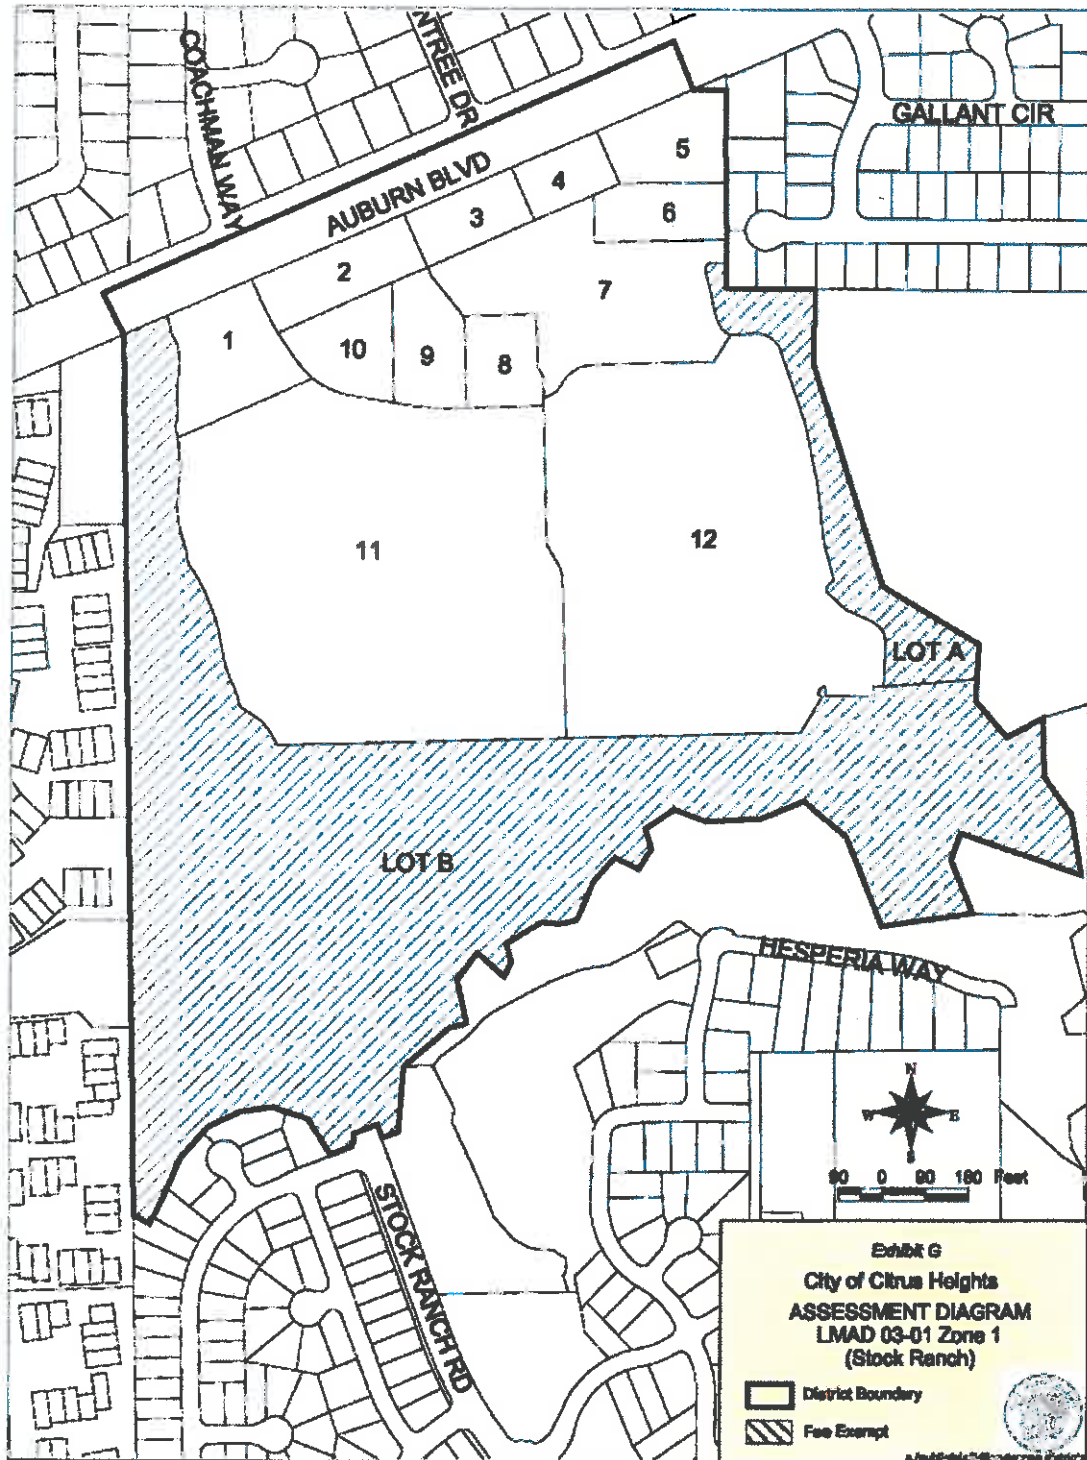 COACHMAN WAY
NTREE DR
GALLANT CIR
AUBURN BLVD
5
4
3
6
2
7
1
10
9
8
11
12
LOT A
LOT B
HESPERIA WAY
N
W E
S
90 0 90 180 Feet
STOCK RANCH RD
Exhibit G
City of Citrus Heights
ASSESSMENT DIAGRAM
LMAD 03-01 Zone 1
(Stock Ranch)
District Boundary
Fee Exempt